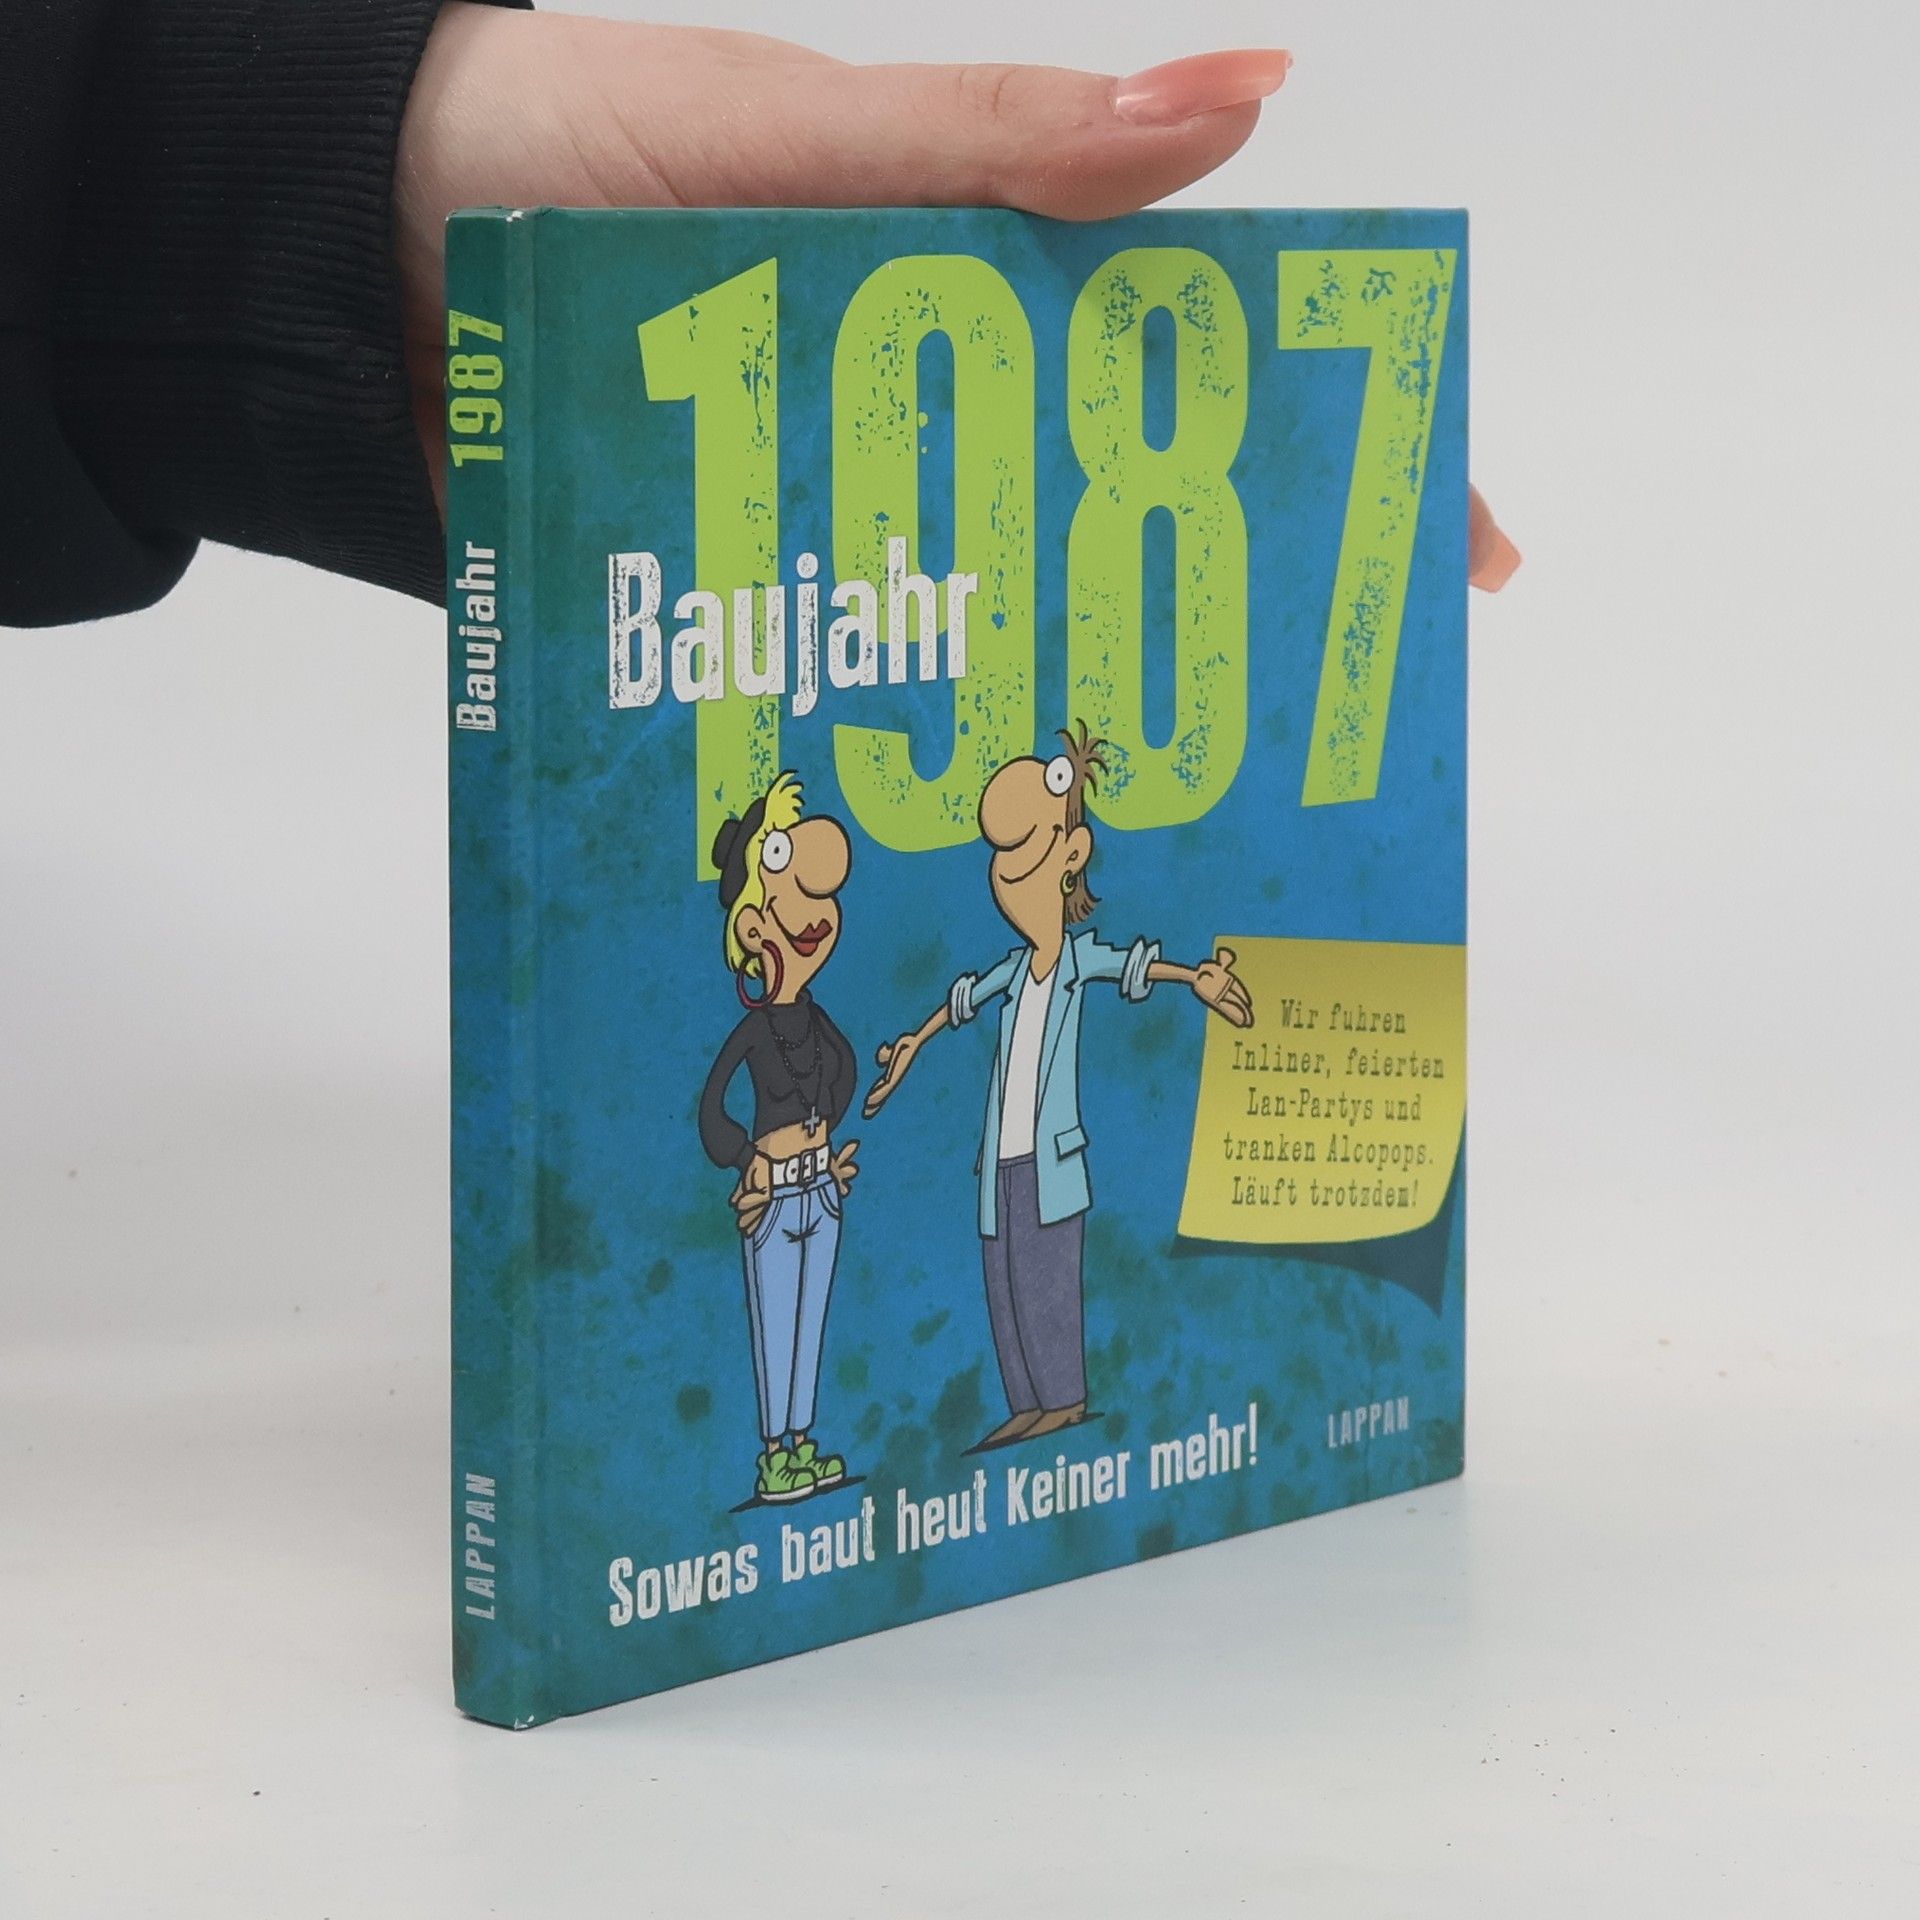 1987
Baujahr
Wir fuhren
Inliner, feierten
Lan-Partys und
tranken Alcopops.
Läuft trotzdem!
Sowas baut heut Keiner mehr!
LAPPAN
Baujahr 1987
LAPPAN